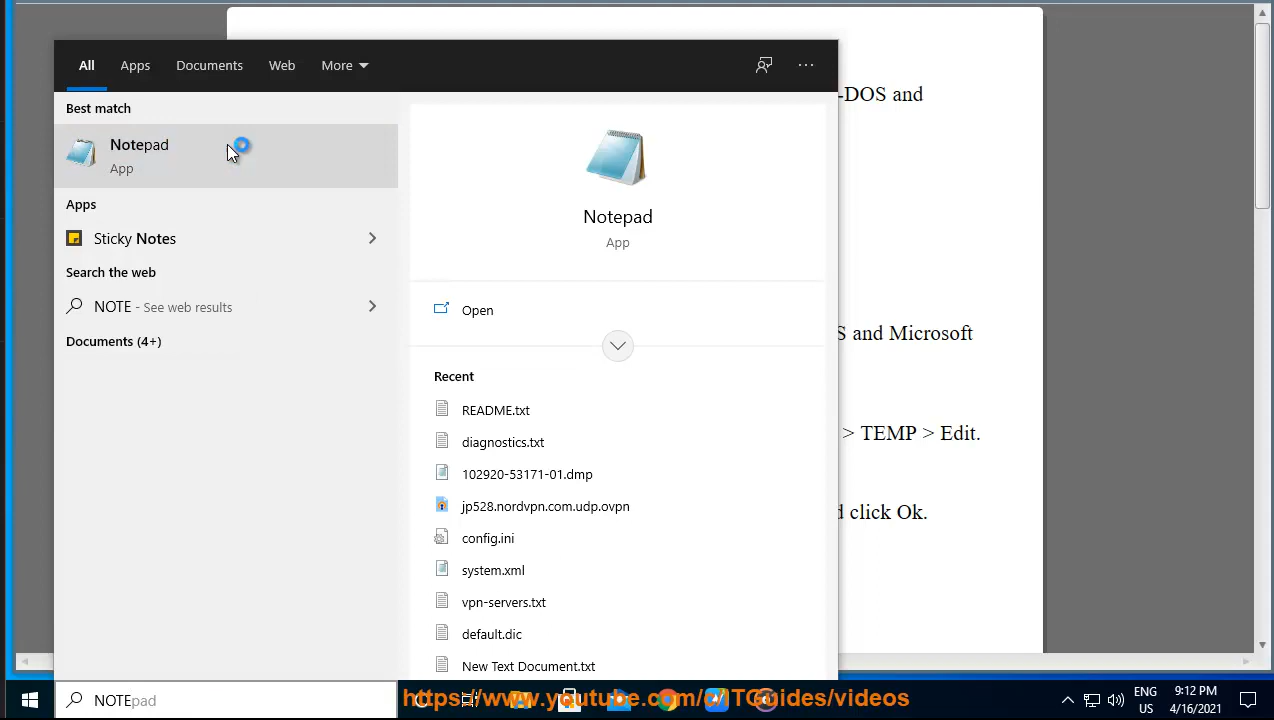 -DOS and
All Apps Documents Web More
Best match
Notepad
App
Apps
Sticky Notes
Search the web
NOTE - See web results
Documents (4+)
Notepad
App
Open
Recent
README.txt
diagnostics.txt
102920-53171-01.dmp
jp528.nordvpn.com.udp.ovpn
config.ini
system.xml
vpn-servers.txt
default.dic
New Text Document.txt
S and Microsoft
> TEMP > Edit.
d click Ok.
NOTEpad
https://www.youtube.com/c/ITGuides/videos
ENG
US
9:12 PM
4/16/2021